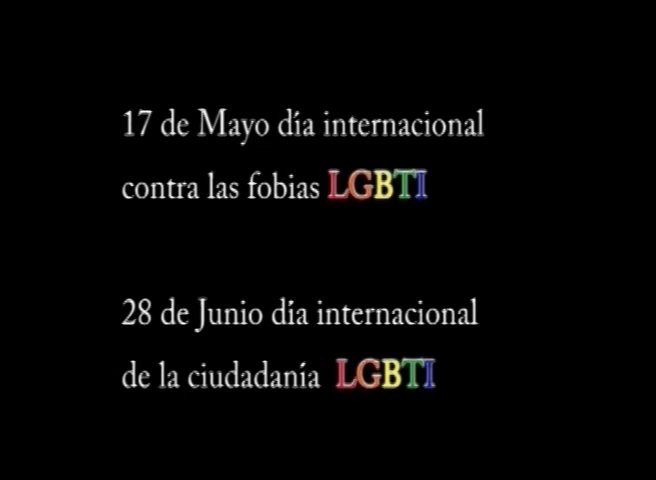 17 de Mayo día internacional
contra las fobias LGBTI
28 de Junio día internacional
de la ciudadanía LGBTI